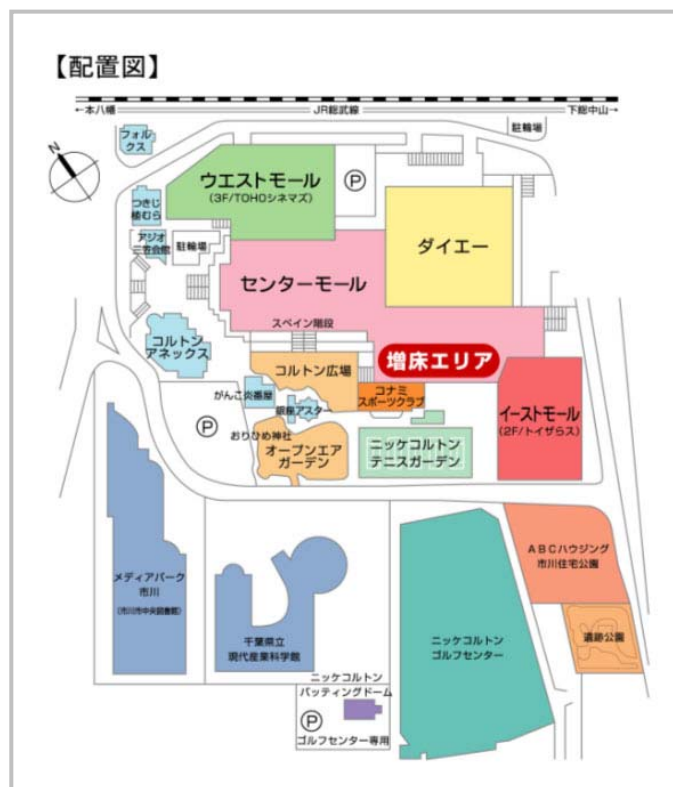 【配置図】
←本八幡
JR総武線
下総中山→
フォル
クス
駐輪場
N
ウエストモール
(3F/TOHOシネマズ)
P
つきじ
植むら
アジオ
三笠会館
駐輪場
ダイエー
センターモール
スペイン階段
コルトン
アネックス
コルトン広場
増床エリア
がんこ炎蔵屋
コナミ
スポーツクラブ
銀座アスター
イーストモール
(2F/トイザらス)
P
おりひめ神社
オープンエア
ガーデン
ニッケコルトン
テニスガーデン
メディアパーク
市川
(市川市中央図書館)
千葉県立
現代産業科学館
ABCハウジング
市川住宅公園
遺跡公園
ニッケコルトン
ゴルフセンター
ニッケコルトン
バッティングドーム
P
ゴルフセンター専用